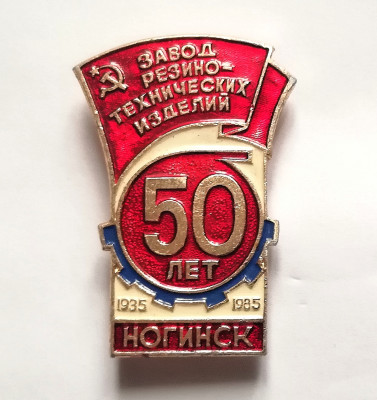 ЗАВОД
РЕЗИНО-
ТЕХНИЧЕСКИХ
ИЗДЕЛИЙ
50
ЛЕТ
1935 1985
НОГИНСК